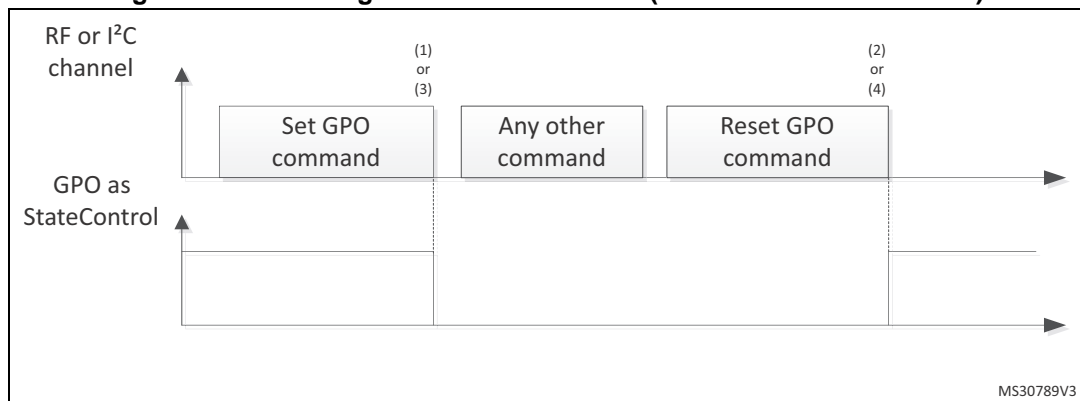 RF or I²C
channel
(1)
or
(3)
(2)
or
(4)
Set GPO
command
Any other
command
Reset GPO
command
GPO as
StateControl
MS30789V3